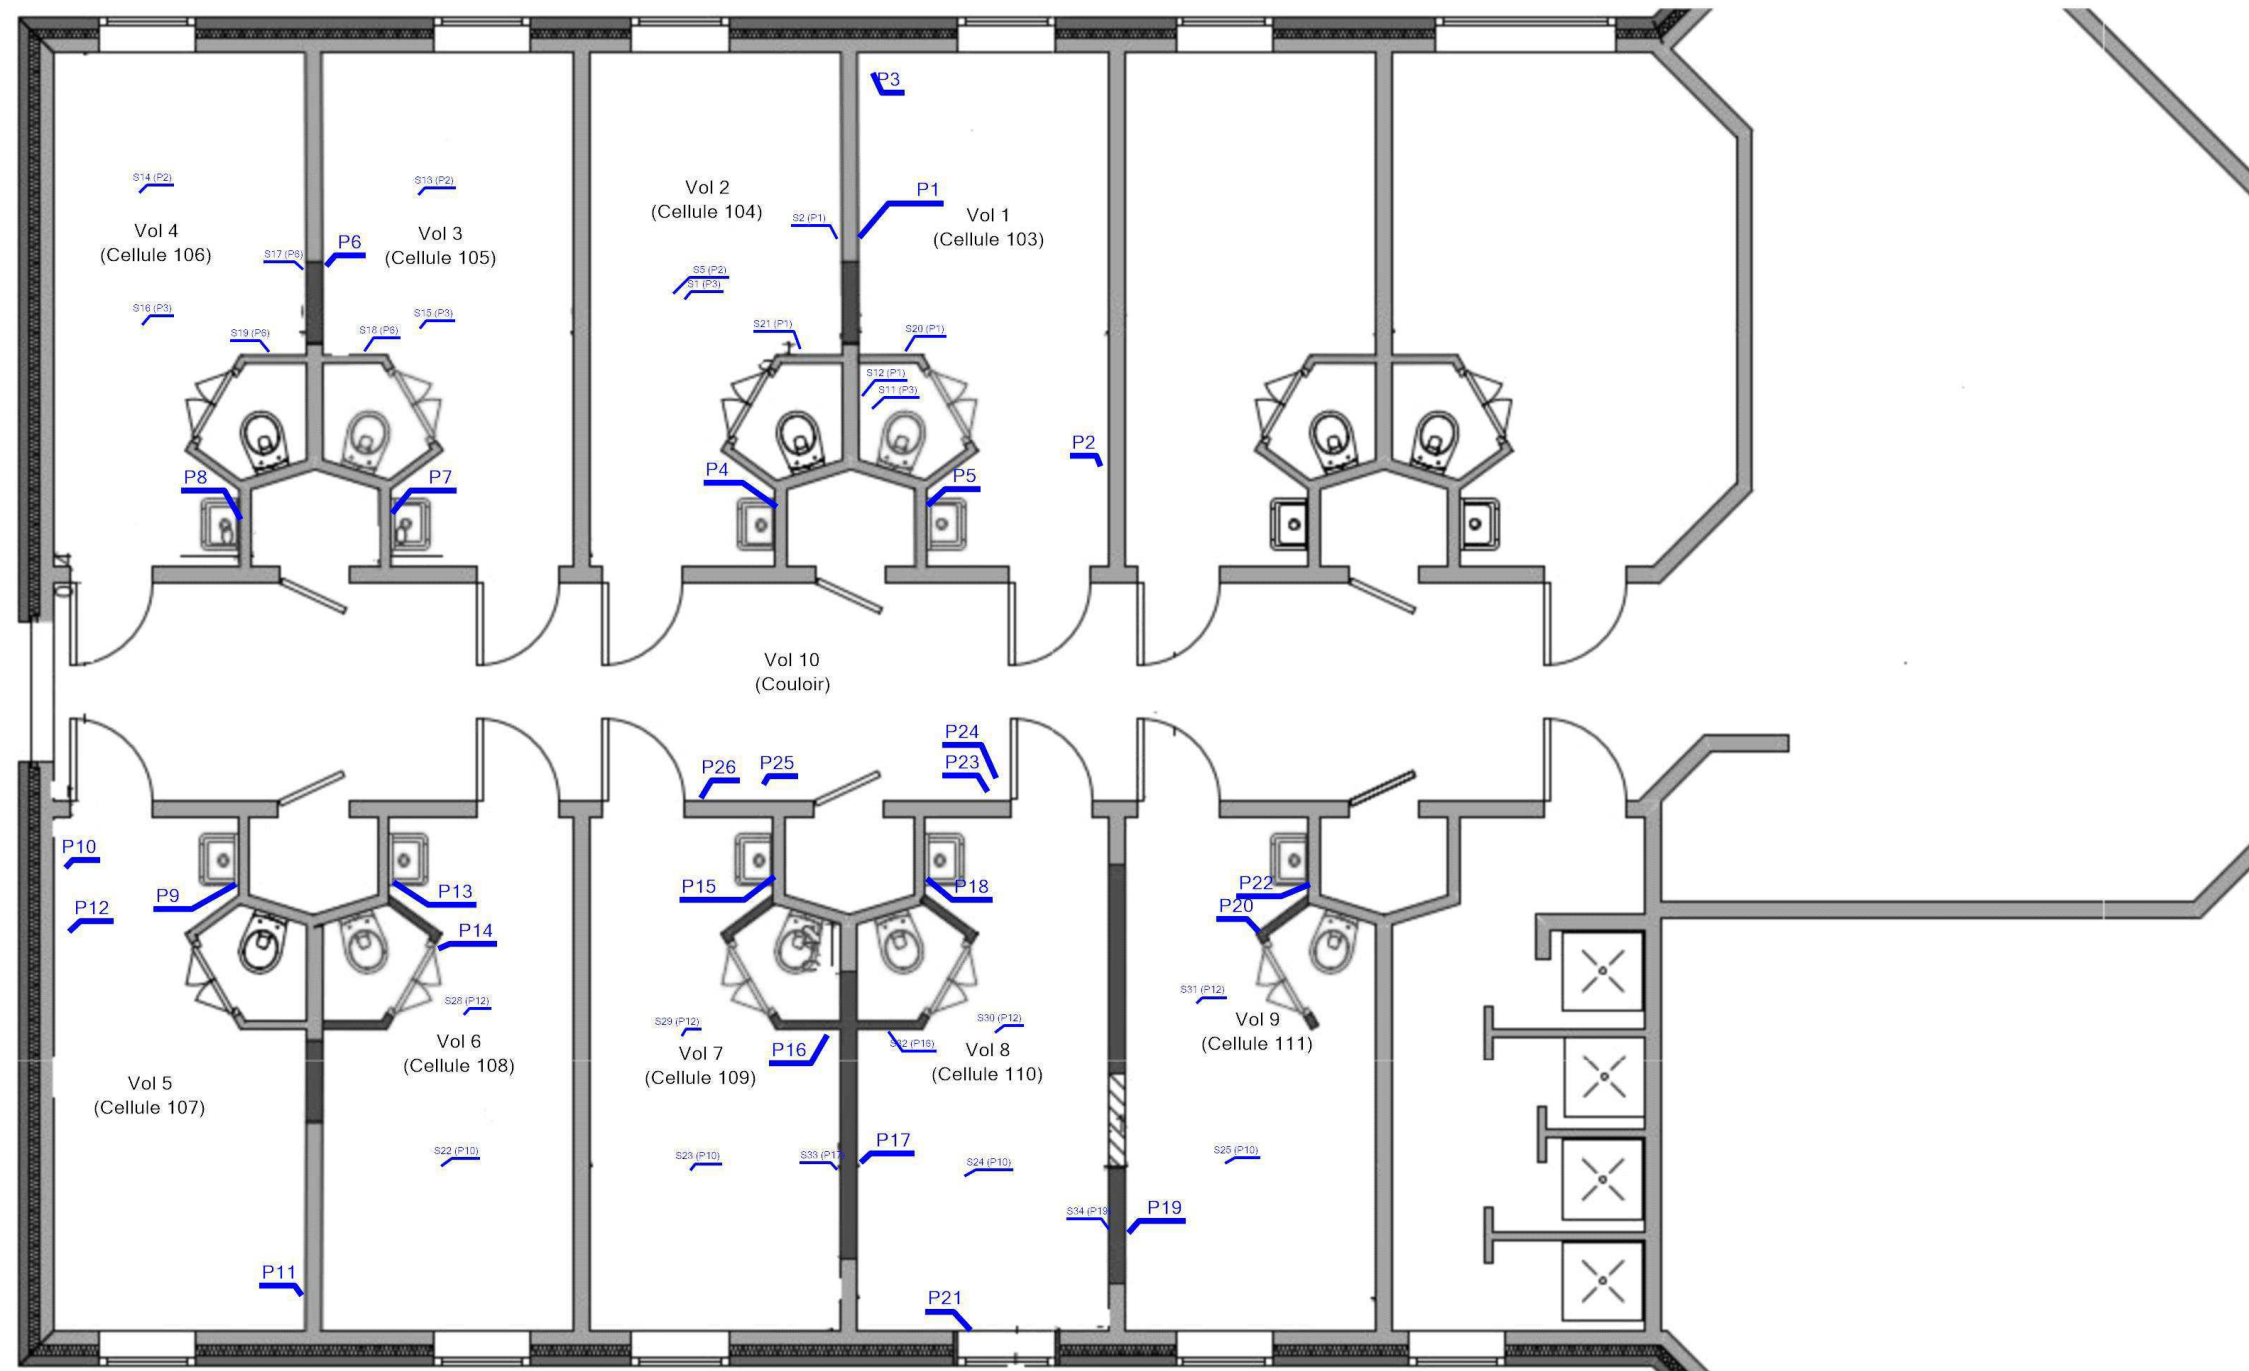 P3
S14 (P2)
S13 (P2)
Vol 2
(Cellule 104)
P1
S2 (P1)
Vol 1
(Cellule 103)
Vol 4
(Cellule 106)
P6
Vol 3
(Cellule 105)
S17 (P6)
S5 (P2)
S1 (P3)
S16 (P3)
S15 (P3)
S19 (P6)
S18 (P6)
S21 (P1)
S20 (P1)
S12 (P1)
S11 (P3)
P2
P8
P7
P4
P5
Vol 10
(Couloir)
P24
P23
P26
P25
P10
P9
P12
P13
P14
P15
P18
P22
P20
S28 (P12)
S29 (P12)
S30 (P12)
S31 (P12)
Vol 9
(Cellule 111)
Vol 6
(Cellule 108)
P16
S32 (P16)
Vol 7
(Cellule 109)
Vol 8
(Cellule 110)
Vol 5
(Cellule 107)
P17
S22 (P10)
S23 (P10)
S33 (P17
S24 (P10)
S25 (P10)
S34 (P19
P19
P11
P21